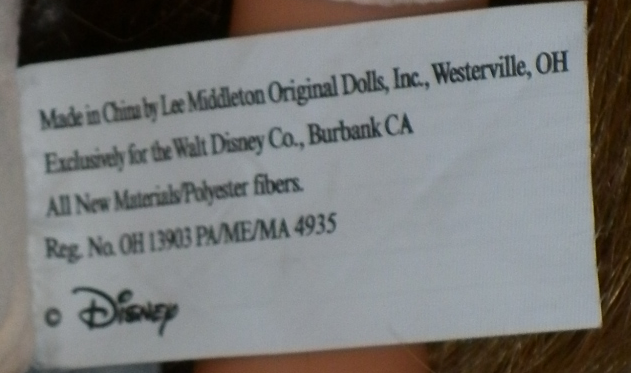 Made in China by Lee Middleton Original Dolls, Inc., Westerville, OH
Exclusively for the Walt Disney Co., Burbank CA
All New Materials/Polyester fibers.
Reg. No. OH 13903 PA/ME/MA 4935
© Disney